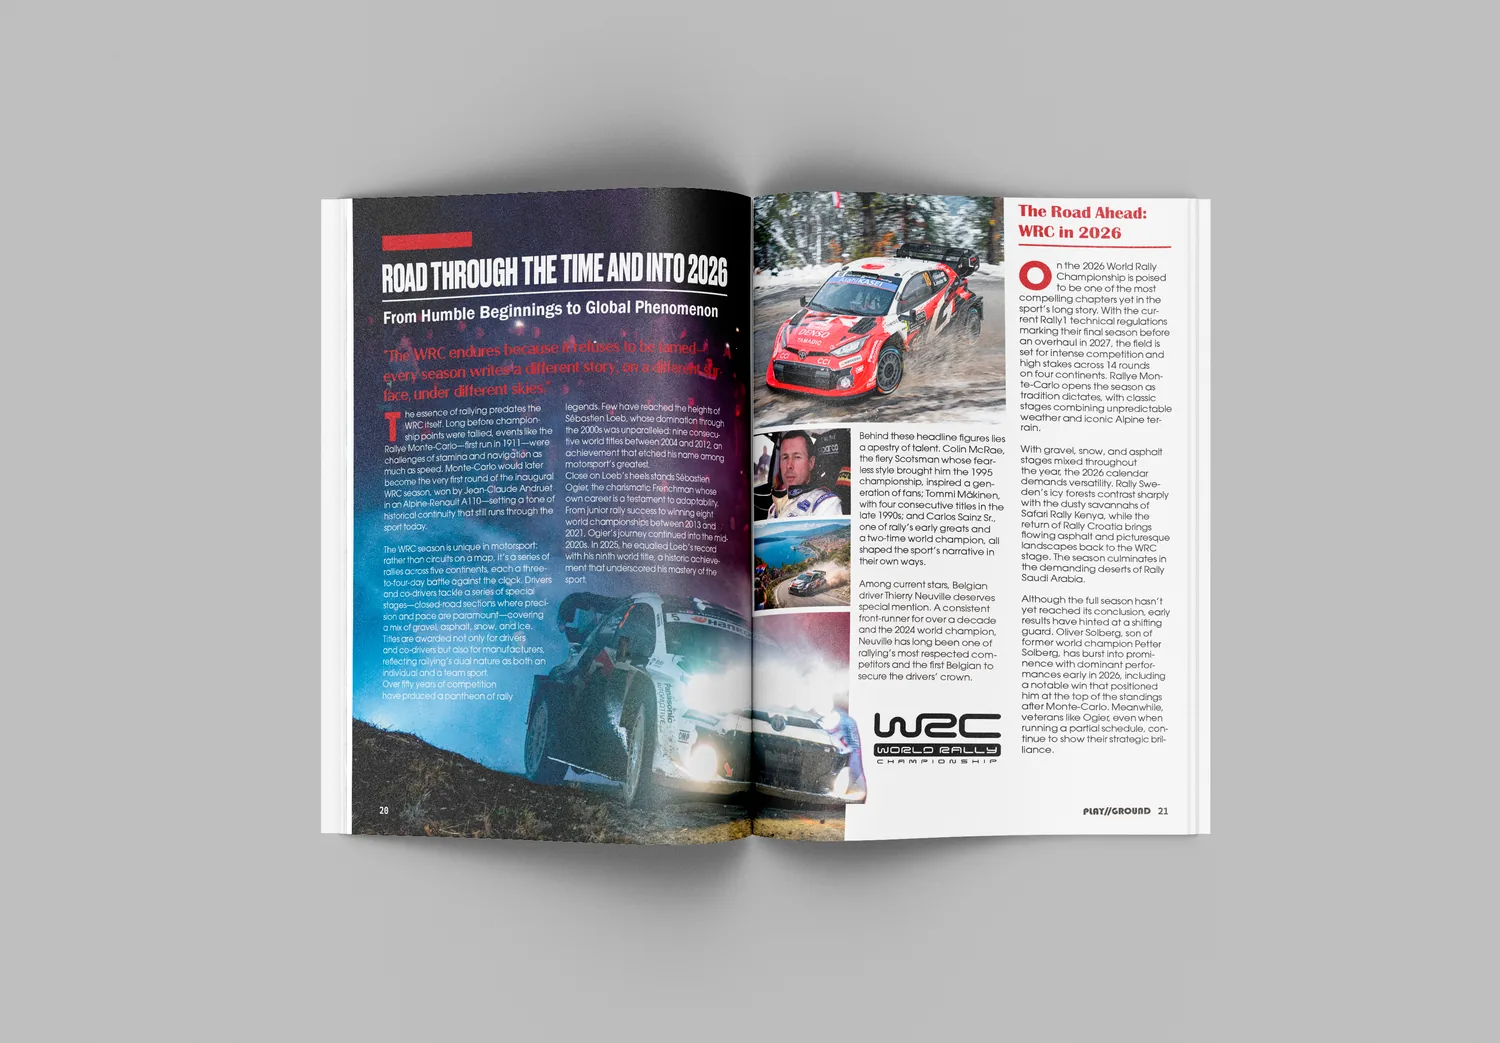 ROAD THROUGH THE TIME AND INTO 2026
From Humble Beginnings to Global Phenomenon
"The WRC endures because it refuses to be tamed—
every season writes a different story, on a different sur-
face, under different skies."
The essence of rallying predates the
WRC itself. Long before champion-
ship points were tallied, events like the
Rallye Monte-Carlo—first run in 1911—were
challenges of stamina and navigation as
much as speed. Monte-Carlo would later
become the very first round of the inaugural
WRC season, won by Jean-Claude Andruet
in an Alpine-Renault A110—setting a tone of
historical continuity that still runs through the
sport today.
The WRC season is unique in motorsport:
rather than circuits on a map, it's a series of
rallies across five continents, each a three-
to-four-day battle against the clock. Drivers
and co-drivers tackle a series of special
stages—closed-road sections where preci-
sion and pace are paramount—covering
a mix of gravel, asphalt, snow, and ice.
Titles are awarded not only for drivers
and co-drivers but also for manufacturers,
reflecting rallying's dual nature as both an
individual and a team sport.
Over fifty years of competition
have prduced a pantheon of rally
legends. Few have reached the heights of
Sébastien Loeb, whose domination through
the 2000s was unparalleled: nine consecu-
tive world titles between 2004 and 2012, an
achievement that etched his name among
motorsport's greatest.
Close on Loeb's heels stands Sébastien
Ogier, the charismatic Frenchman whose
own career is a testament to adaptability.
From junior rally success to winning eight
world championships between 2013 and
2021, Ogier's journey continued into the mid-
2020s. In 2025, he equalled Loeb's record
with his ninth world title, a historic achieve-
ment that underscored his mastery of the
sport.
HANKOOK
Panasonic
AUTOMOTIVE
20
KASEI
DENSO
TAMADIC
CCI
CCI
Behind these headline figures lies
a apestry of talent. Colin McRae,
the fiery Scotsman whose fear-
less style brought him the 1995
championship, inspired a gen-
eration of fans; Tommi Mäkinen,
with four consecutive titles in the
late 1990s; and Carlos Sainz Sr.,
one of rally's early greats and
a two-time world champion, all
shaped the sport's narrative in
their own ways.
Among current stars, Belgian
driver Thierry Neuville deserves
special mention. A consistent
front-runner for over a decade
and the 2024 world champion,
Neuville has long been one of
rallying's most respected com-
petitors and the first Belgian to
secure the drivers' crown.
WRC
WORLD RALLY
CHAMPIONSHIP
The Road Ahead:
WRC in 2026
On the 2026 World Rally
Championship is poised
to be one of the most
compelling chapters yet in the
sport's long story. With the cur-
rent Rally1 technical regulations
marking their final season before
an overhaul in 2027, the field is
set for intense competition and
high stakes across 14 rounds
on four continents. Rallye Mon-
te-Carlo opens the season as
tradition dictates, with classic
stages combining unpredictable
weather and iconic Alpine ter-
rain.
With gravel, snow, and asphalt
stages mixed throughout
the year, the 2026 calendar
demands versatility. Rally Swe-
den's icy forests contrast sharply
with the dusty savannahs of
Safari Rally Kenya, while the
return of Rally Croatia brings
flowing asphalt and picturesque
landscapes back to the WRC
stage. The season culminates in
the demanding deserts of Rally
Saudi Arabia.
Although the full season hasn't
yet reached its conclusion, early
results have hinted at a shifting
guard. Oliver Solberg, son of
former world champion Petter
Solberg, has burst into promi-
nence with dominant perfor-
mances early in 2026, including
a notable win that positioned
him at the top of the standings
after Monte-Carlo. Meanwhile,
veterans like Ogier, even when
running a partial schedule, con-
tinue to show their strategic bril-
liance.
PLAY//GROUND 21